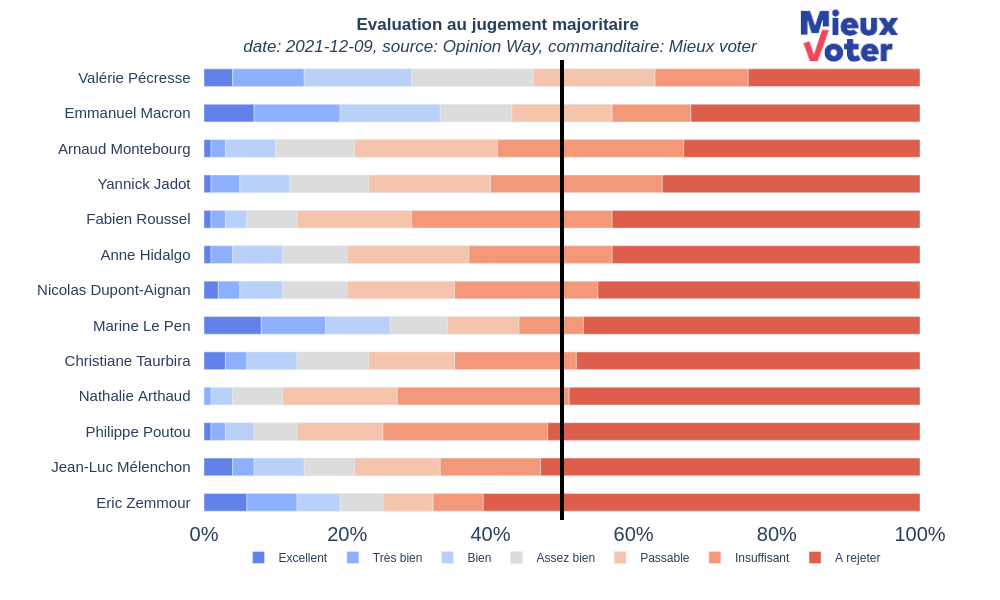 Evaluation au jugement majoritaire
date: 2021-12-09, source: Opinion Way, commanditaire: Mieux voter
Mieux
Voter
Valérie Pécresse
Emmanuel Macron
Arnaud Montebourg
Yannick Jadot
Fabien Roussel
Anne Hidalgo
Nicolas Dupont-Aignan
Marine Le Pen
Christiane Taurbira
Nathalie Arthaud
Philippe Poutou
Jean-Luc Mélenchon
Eric Zemmour
0% 20% 40% 60% 80% 100%
Excellent Très bien Bien Assez bien Passable Insuffisant A rejeter